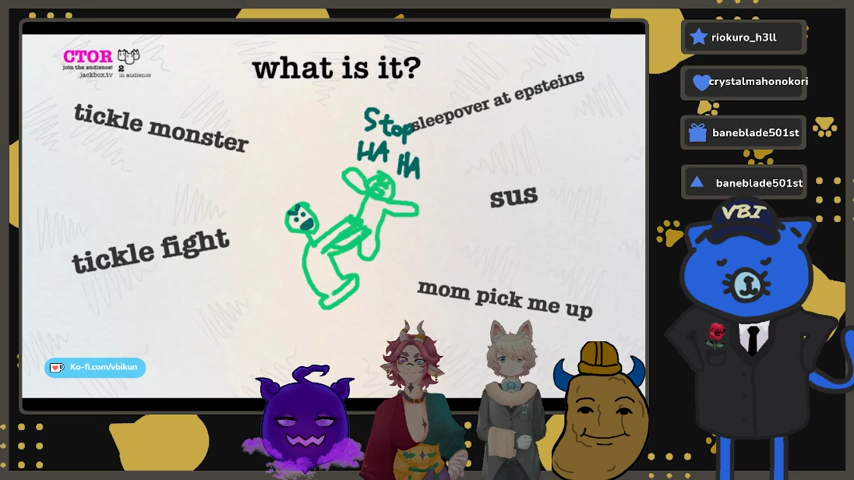 CTOR
join the audience!
jackbox.tv
2
in audience
what is it?
tickle monster
Stop
HA HA
sleepover at epsteins
sus
tickle fight
mom pick me up
Ko-fi.com/vbikun
riokuro_h3ll
crystalmahonokori
baneblade501st
baneblade501st
VBI